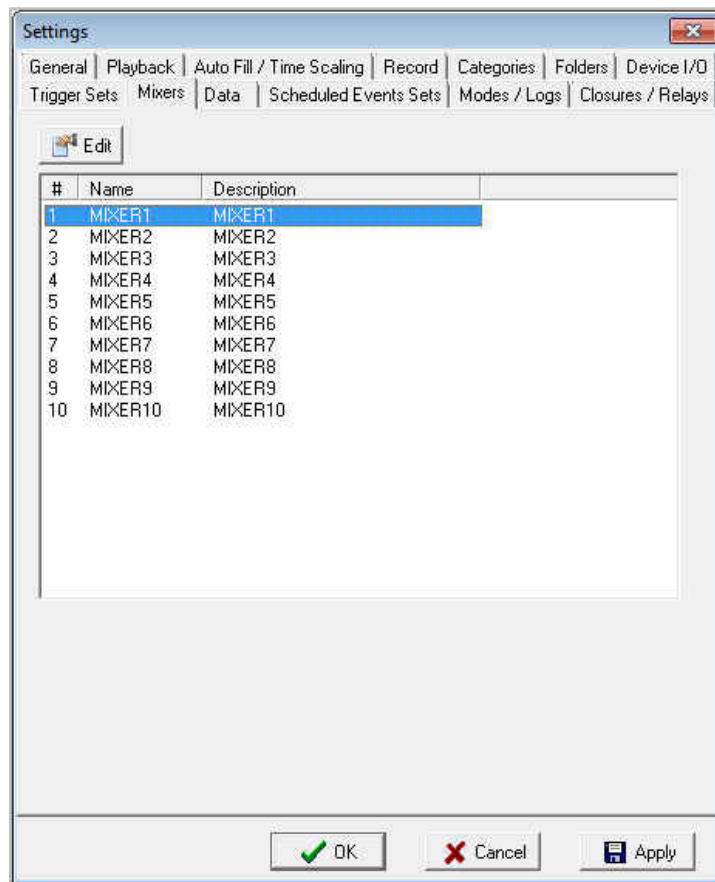 Settings
General Playback Auto Fill / Time Scaling Record Categories Folders Device I/O
Trigger Sets Mixers Data Scheduled Events Sets Modes / Logs Closures / Relays
Edit
# Name Description
1 MIXER1 MIXER1
2 MIXER2 MIXER2
3 MIXER3 MIXER3
4 MIXER4 MIXER4
5 MIXER5 MIXER5
6 MIXER6 MIXER6
7 MIXER7 MIXER7
8 MIXER8 MIXER8
9 MIXER9 MIXER9
10 MIXER10 MIXER10
OK Cancel Apply